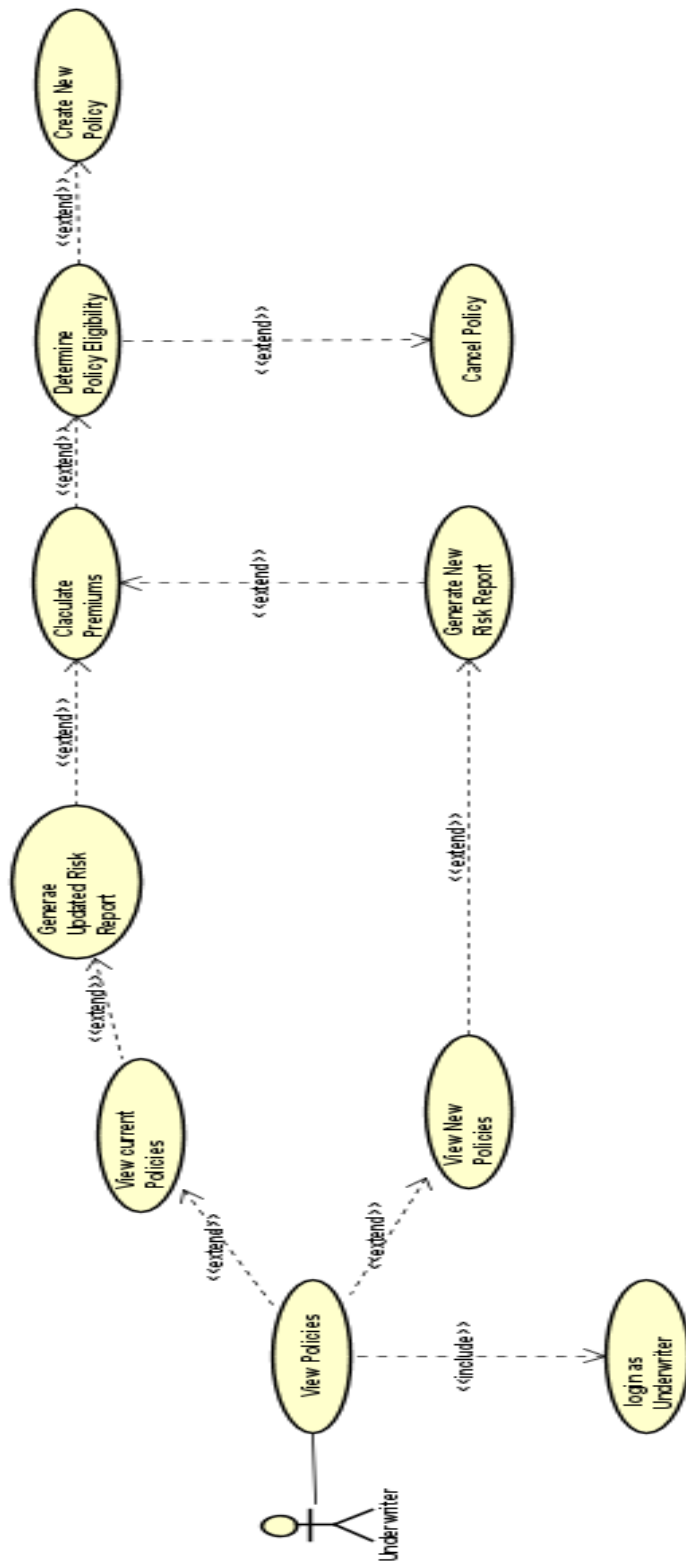 Underwriter
View Policies
<<include>>
login as
Underwriter
<<extend>>
View current
Policies
<<extend>>
View New
Policies
<<extend>>
Generae
Updated Risk
Report
<<extend>>
Generate New
Risk Report
<<extend>>
Claculate
Premiums
<<extend>>
<<extend>>
Determine
Policy Eligibility
<<extend>>
Cancel Policy
<<extend>>
Create New
Policy